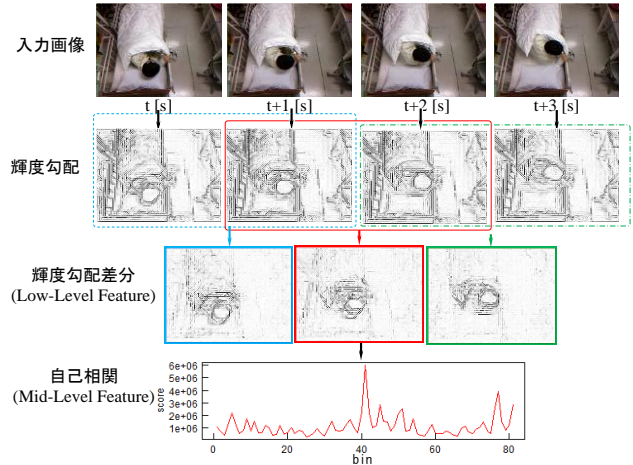 入力画像
t [s]
t+1 [s]
t+2 [s]
t+3 [s]
輝度勾配
輝度勾配差分
(Low-Level Feature)
自己相関
(Mid-Level Feature)
score
6e+06
5e+06
4e+06
3e+06
2e+06
1e+06
0
20
40
60
80
bin